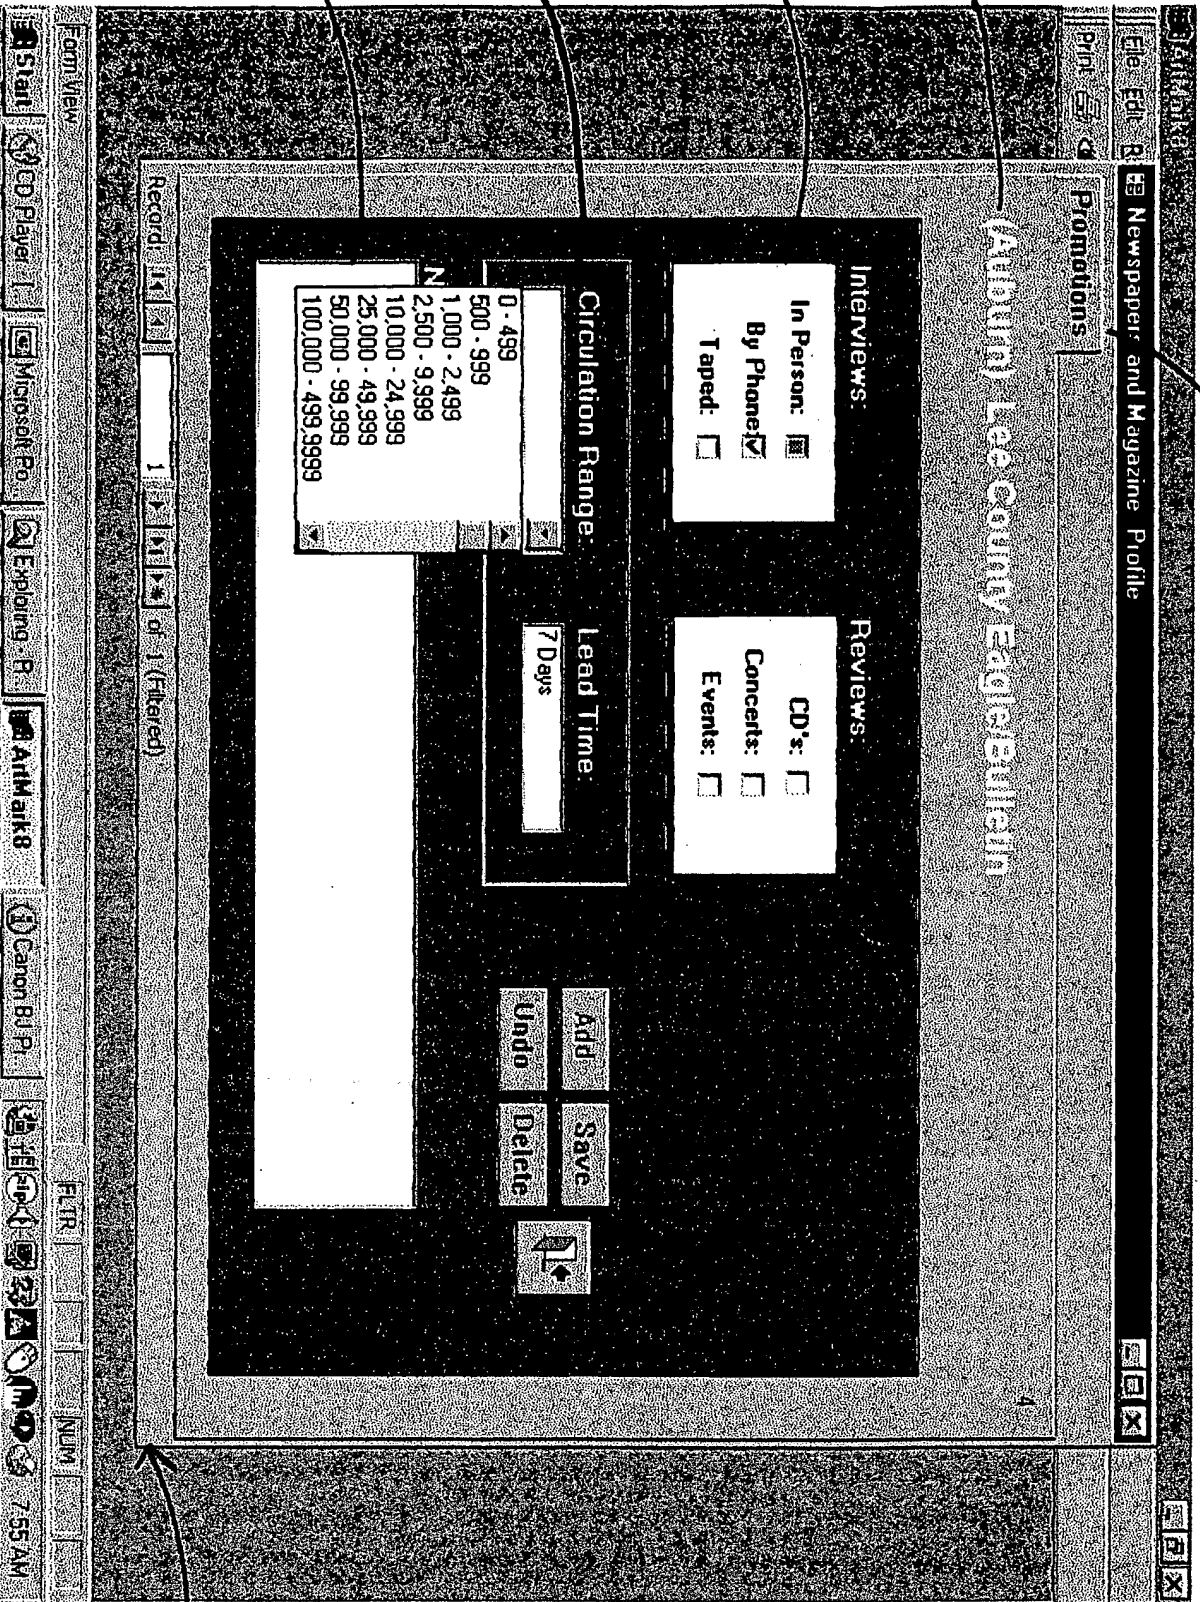 ArtMark8
File Edit R
Print
Newspaper and Magazine Profile
Promotions
(Auburn) Lee County Eagle/Bulletin
4
Interviews:
In Person:
By Phone:
Taped:
Reviews:
CD's:
Concerts:
Events:
Circulation Range:
Lead Time:
7 Days
0 - 499
500 - 999
1,000 - 2,499
2,500 - 9,999
10,000 - 24,999
25,000 - 49,999
50,000 - 99,999
100,000 - 499,9999
N
Add
Save
Undo
Delete
Record: 1 of 1 (Filtered)
Form View
FLTR
NUM
Start
CD Player - [
Microsoft Po
Exploring - R..
ArtMark8
Canon BJ Pr
7:55 AM